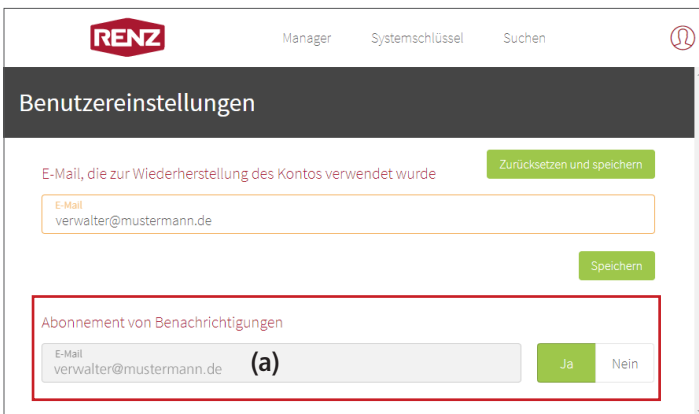 RENZ Manager Systemschlüssel Suchen
Benutzereinstellungen
E-Mail, die zur Wiederherstellung des Kontos verwendet wurde
Zurücksetzen und speichern
E-Mail
verwalter@mustermann.de
Speichern
Abonnement von Benachrichtigungen
E-Mail
verwalter@mustermann.de (a)
Ja Nein